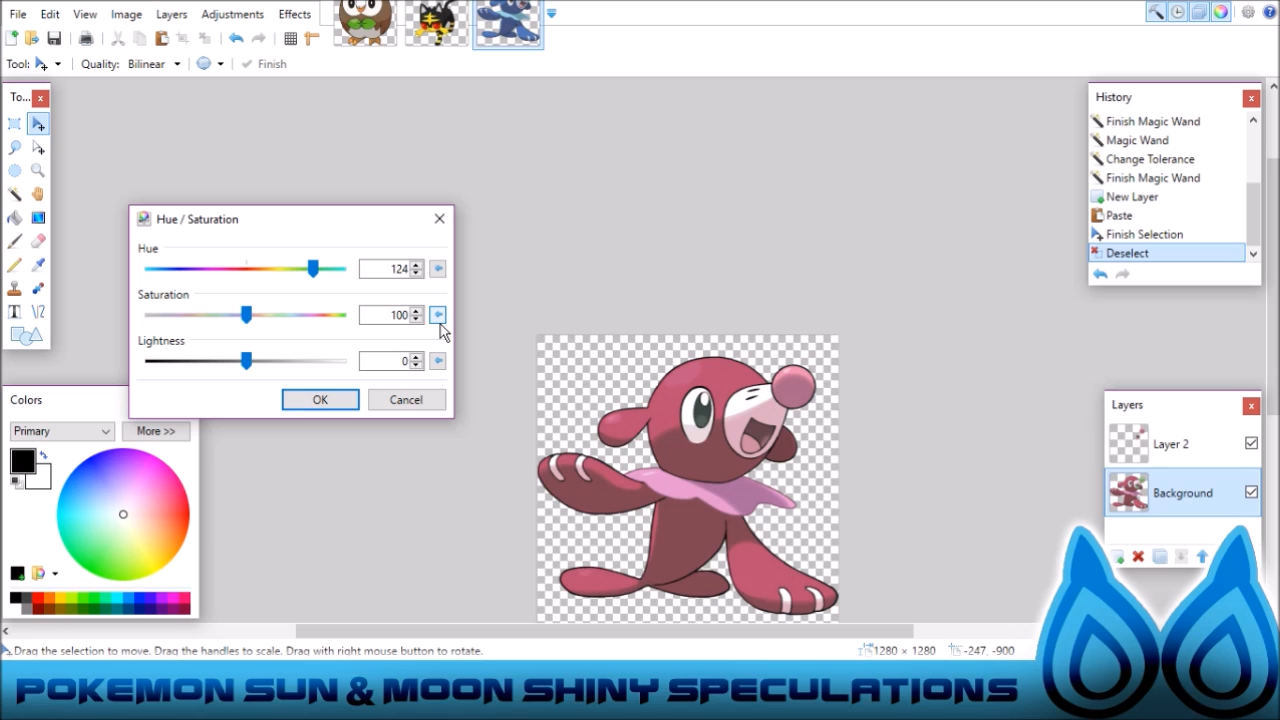 File Edit View Image Layers Adjustments Effects
Tool: Quality: Bilinear Finish
To...
History
Finish Magic Wand
Magic Wand
Change Tolerance
Finish Magic Wand
New Layer
Paste
Finish Selection
Deselect
Hue / Saturation
Hue
124
Saturation
100
Lightness
0
OK Cancel
Colors
Primary More >>
Layers
Layer 2
Background
Drag the selection to move. Drag the handles to scale. Drag with right mouse button to rotate.
1280 × 1280 -247, -900
POKEMON SUN & MOON SHINY SPECULATIONS